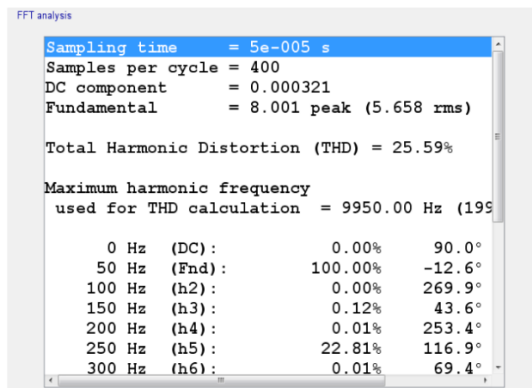 FFT analysis
Sampling time = 5e-005 s
Samples per cycle = 400
DC component = 0.000321
Fundamental = 8.001 peak (5.658 rms)
Total Harmonic Distortion (THD) = 25.59%
Maximum harmonic frequency
used for THD calculation = 9950.00 Hz (199
0 Hz (DC): 0.00% 90.0°
50 Hz (Fnd): 100.00% -12.6°
100 Hz (h2): 0.00% 269.9°
150 Hz (h3): 0.12% 43.6°
200 Hz (h4): 0.01% 253.4°
250 Hz (h5): 22.81% 116.9°
300 Hz (h6): 0.01% 69.4°